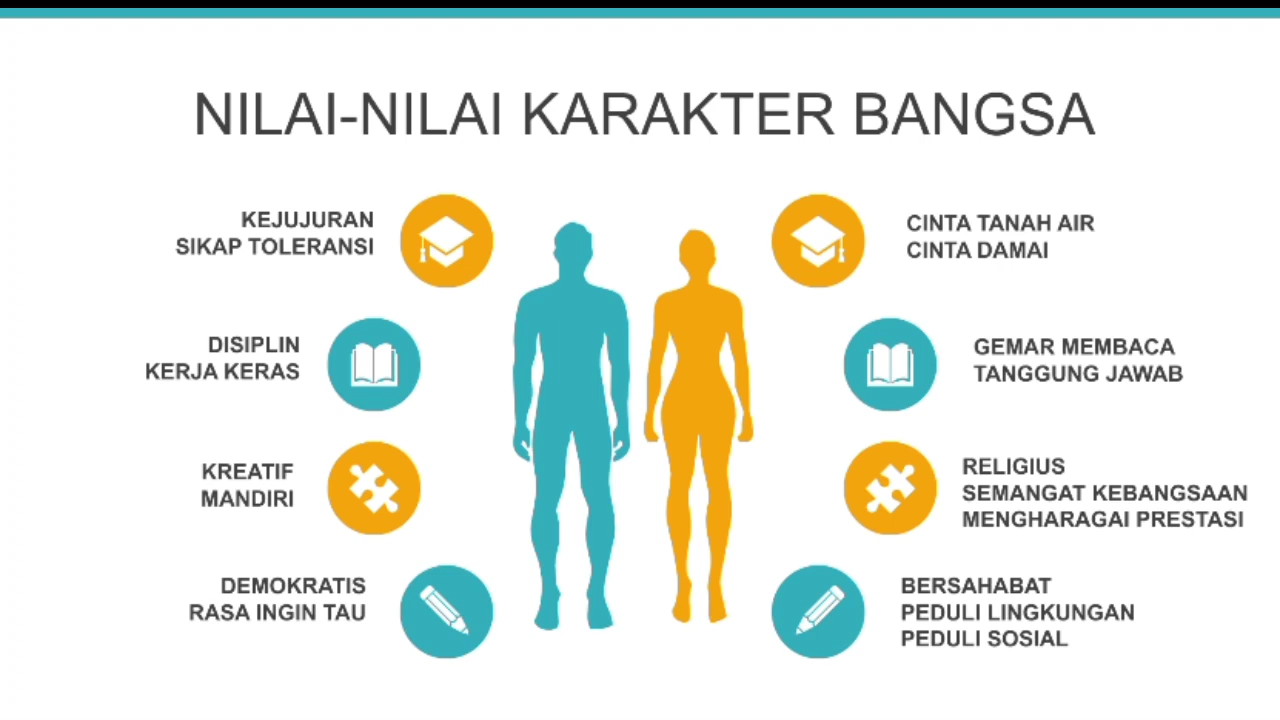 NILAI-NILAI KARAKTER BANGSA
KEJUJURAN
SIKAP TOLERANSI
DISIPLIN
KERJA KERAS
KREATIF
MANDIRI
DEMOKRATIS
RASA INGIN TAU
CINTA TANAH AIR
CINTA DAMAI
GEMAR MEMBACA
TANGGUNG JAWAB
RELIGIUS
SEMANGAT KEBANGSAAN
MENGHARAGAI PRESTASI
BERSAHABAT
PEDULI LINGKUNGAN
PEDULI SOSIAL